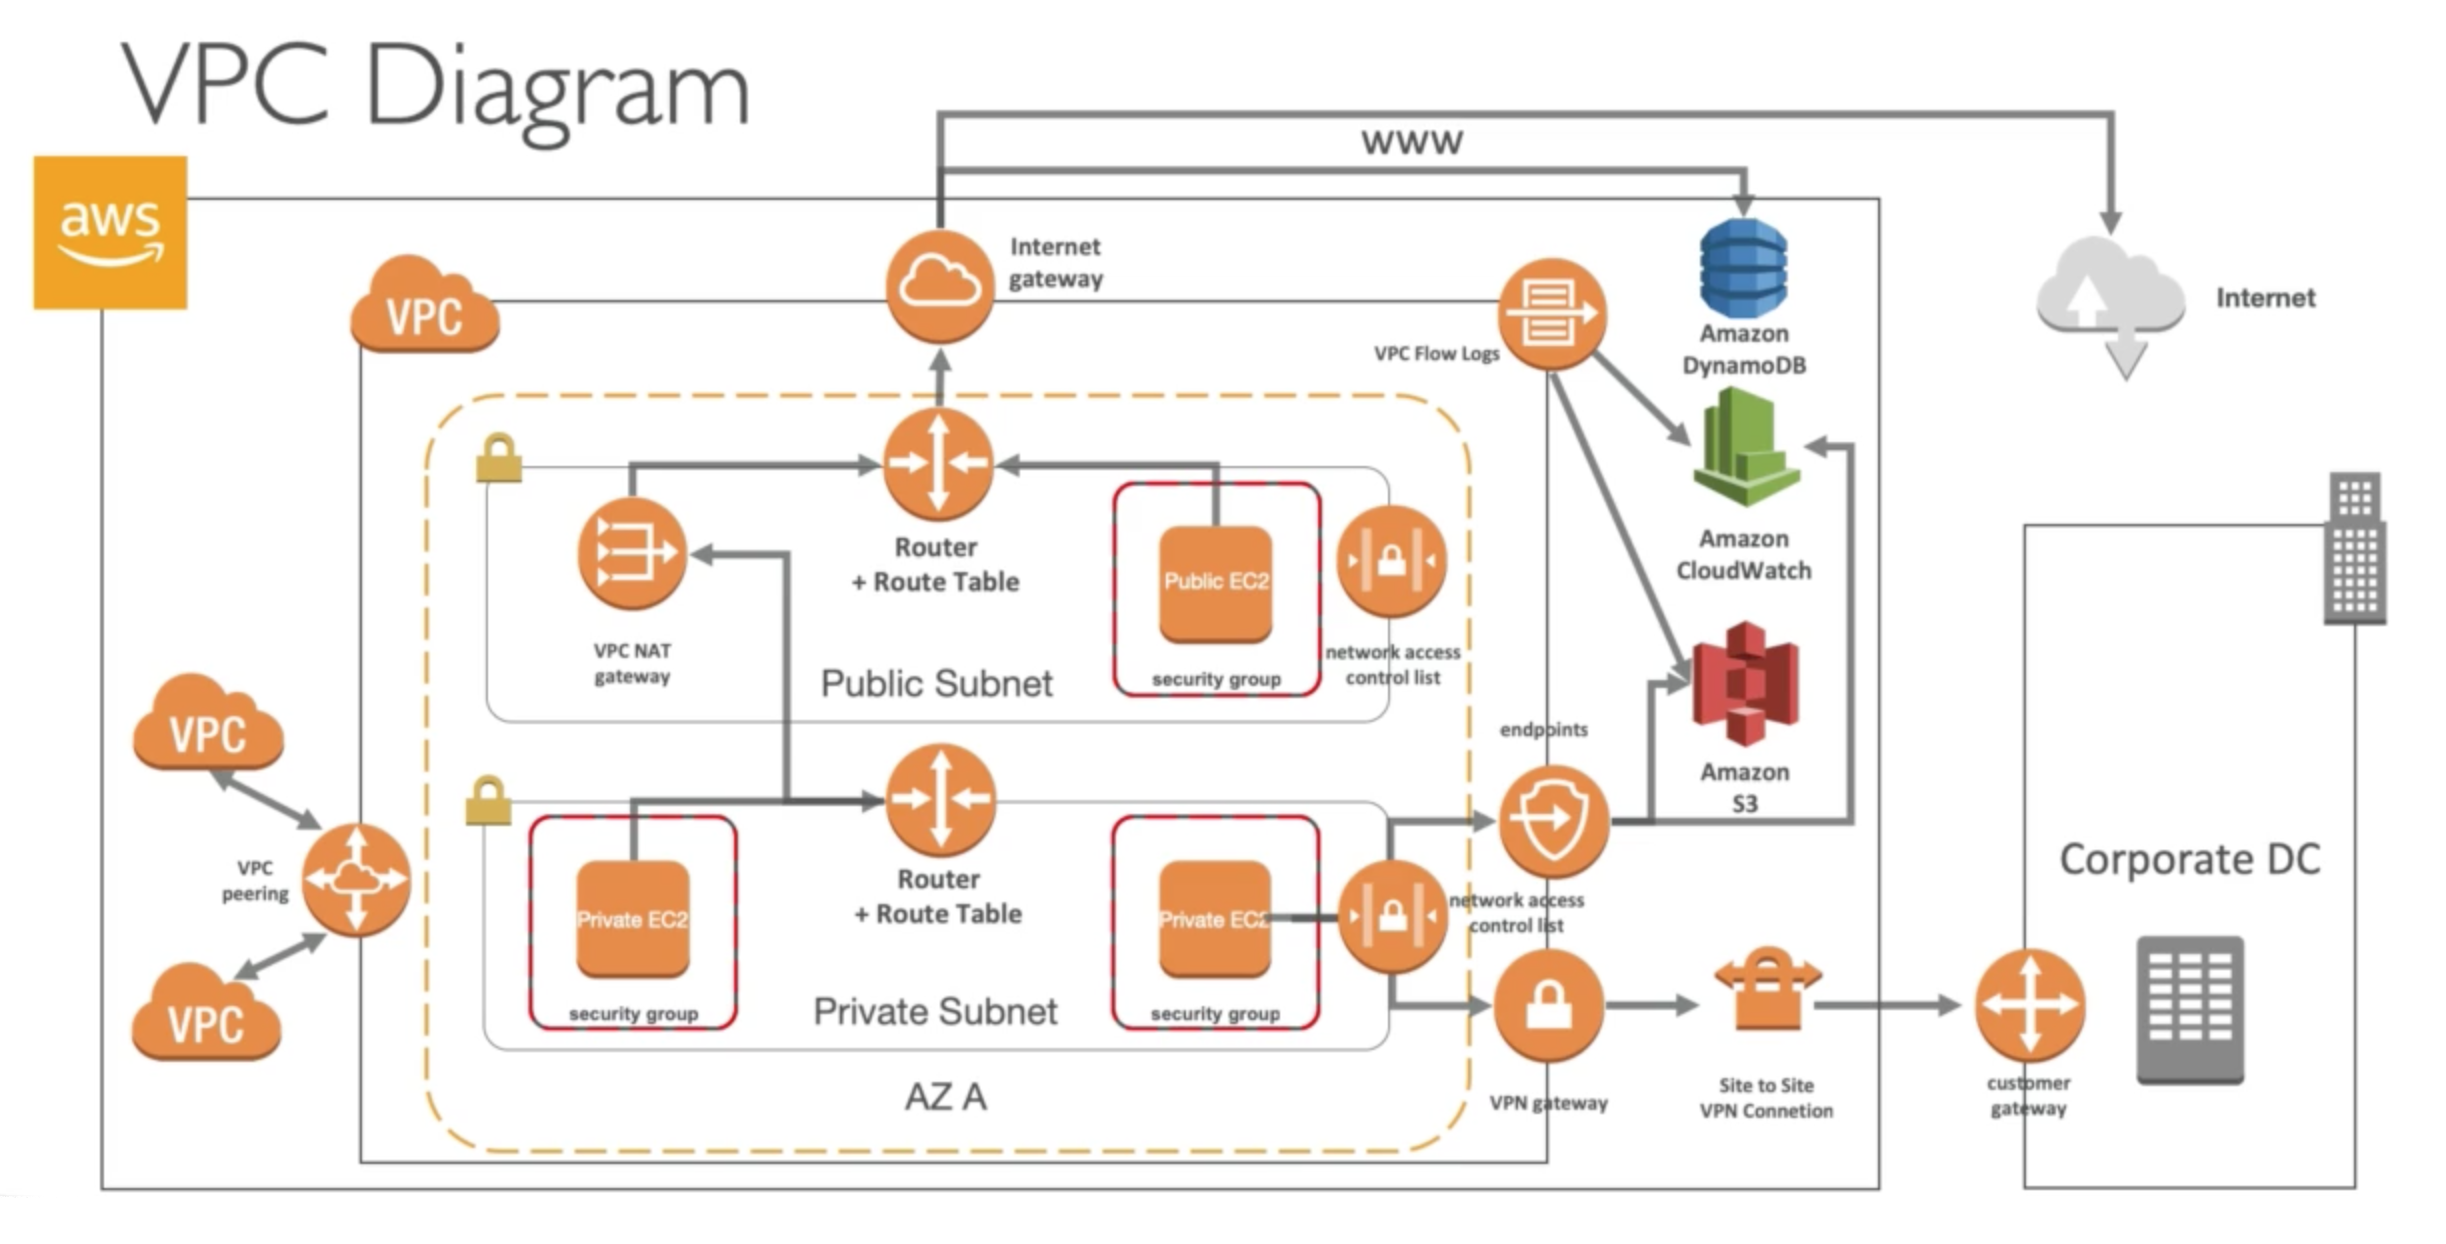 VPC Diagram
www
aws
Internet
gateway
VPC
VPC Flow Logs
Amazon
DynamoDB
Internet
Amazon
CloudWatch
Router
+ Route Table
Public EC2
security group
network access
control list
VPC NAT
gateway
Public Subnet
endpoints
Amazon
S3
VPC
VPC
peering
VPC
Router
+ Route Table
Private EC2
security group
Private EC2
security group
network access
control list
Private Subnet
AZ A
VPN gateway
Site to Site
VPN Connetion
customer
gateway
Corporate DC